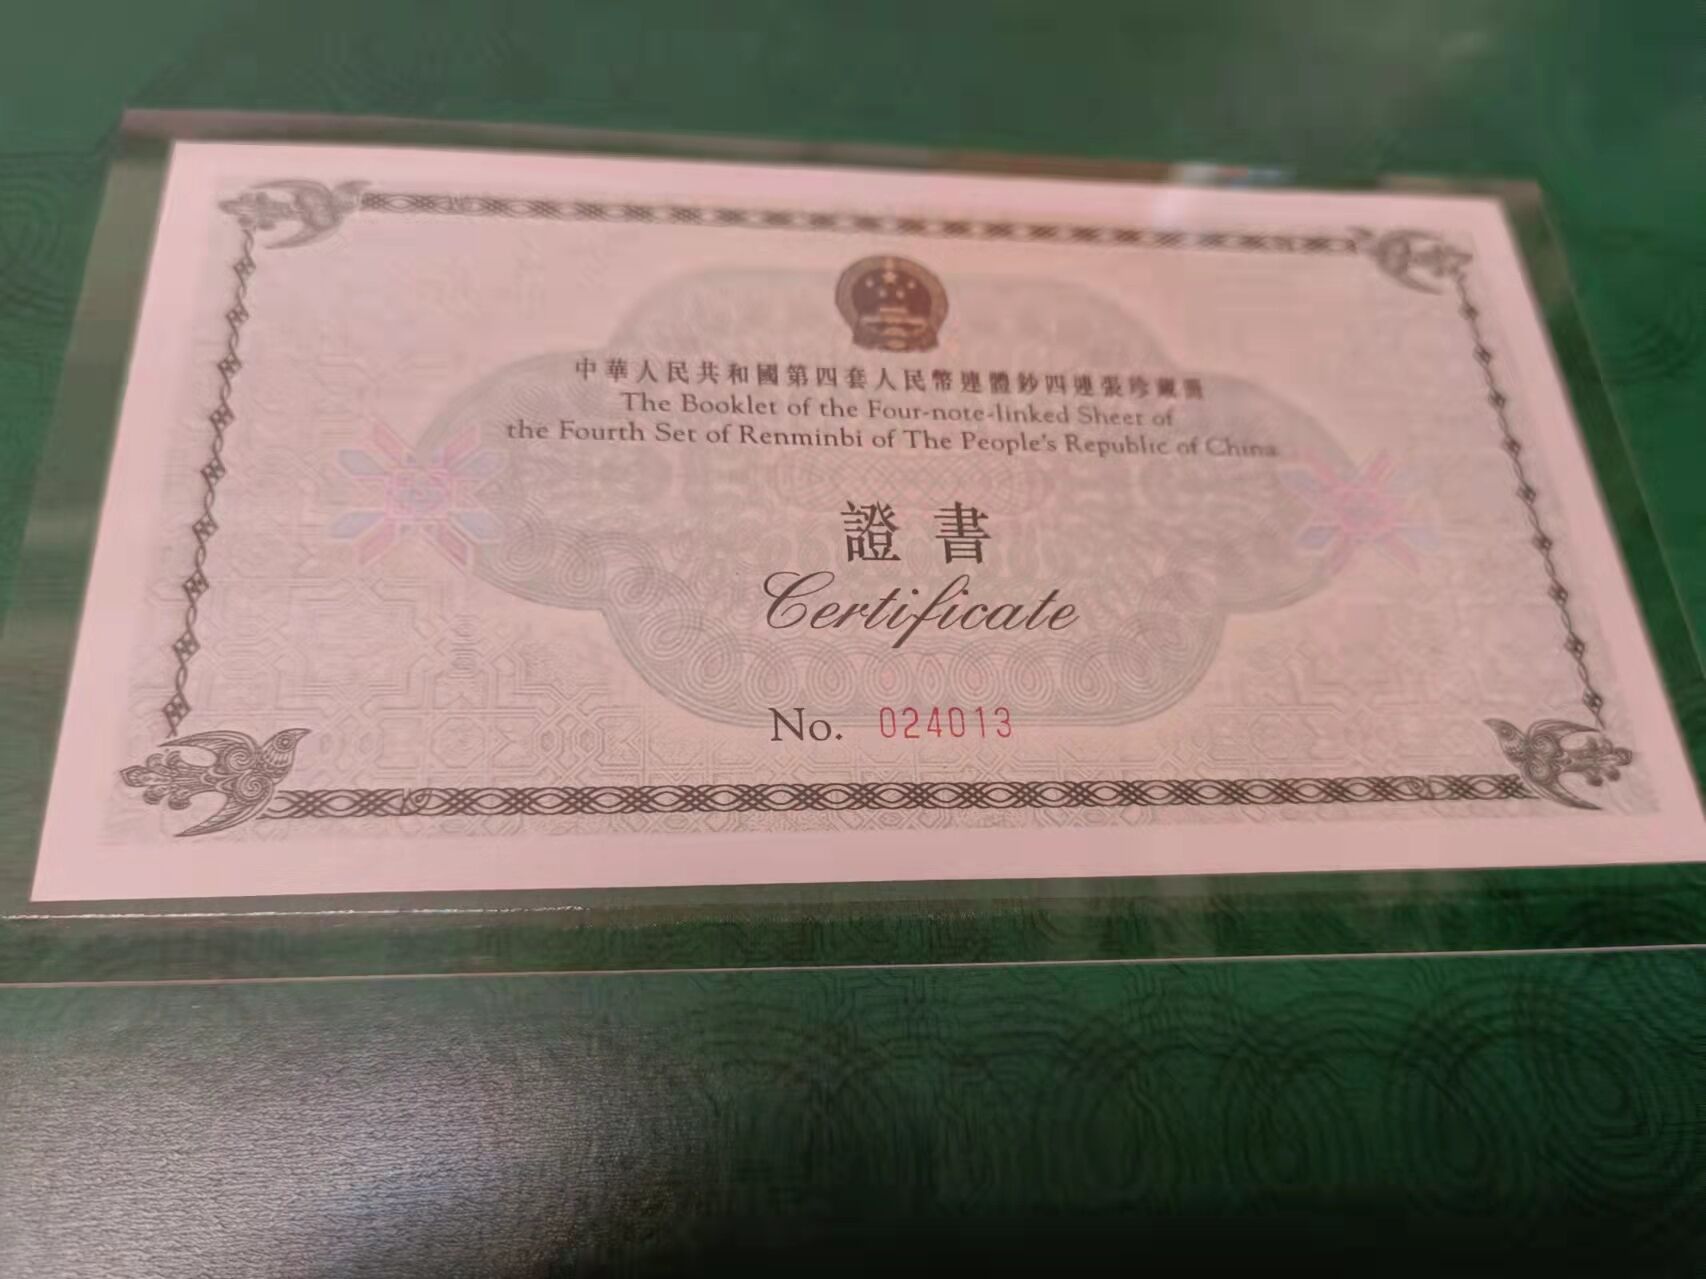 中華人民共和國第四套人民幣連體鈔四連張珍藏冊
The Booklet of the Four-note-linked Sheet of
the Fourth Set of Renminbi of The People's Republic of China
證書
Certificate
No. 024013